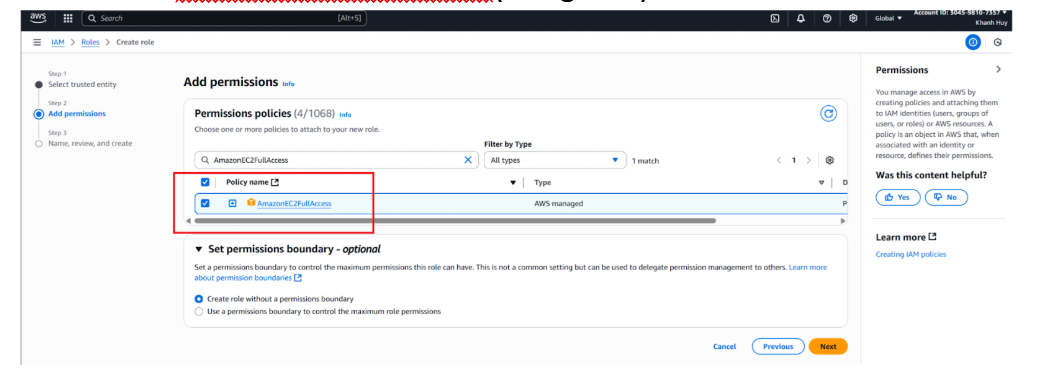 aws Search [Alt+S] Global ▼ Account ID: 3045-9810-7357 ▼
Khanh Huy
IAM > Roles > Create role
Step 1
Select trusted entity
Step 2
Add permissions
Step 3
Name, review, and create
Add permissions Info
Permissions policies (4/1068) Info
Choose one or more policies to attach to your new role.
Filter by Type
AmazonEC2FullAccess All types 1 match 1
Policy name Type D
AmazonEC2FullAccess AWS managed P
Set permissions boundary - optional
Set a permissions boundary to control the maximum permissions this role can have. This is not a common setting but can be used to delegate permission management to others. Learn more
about permission boundaries
Create role without a permissions boundary
Use a permissions boundary to control the maximum role permissions
Cancel Previous Next
Permissions
You manage access in AWS by
creating policies and attaching them
to IAM identities (users, groups of
users, or roles) or AWS resources. A
policy is an object in AWS that, when
associated with an identity or
resource, defines their permissions.
Was this content helpful?
Yes No
Learn more
Creating IAM policies